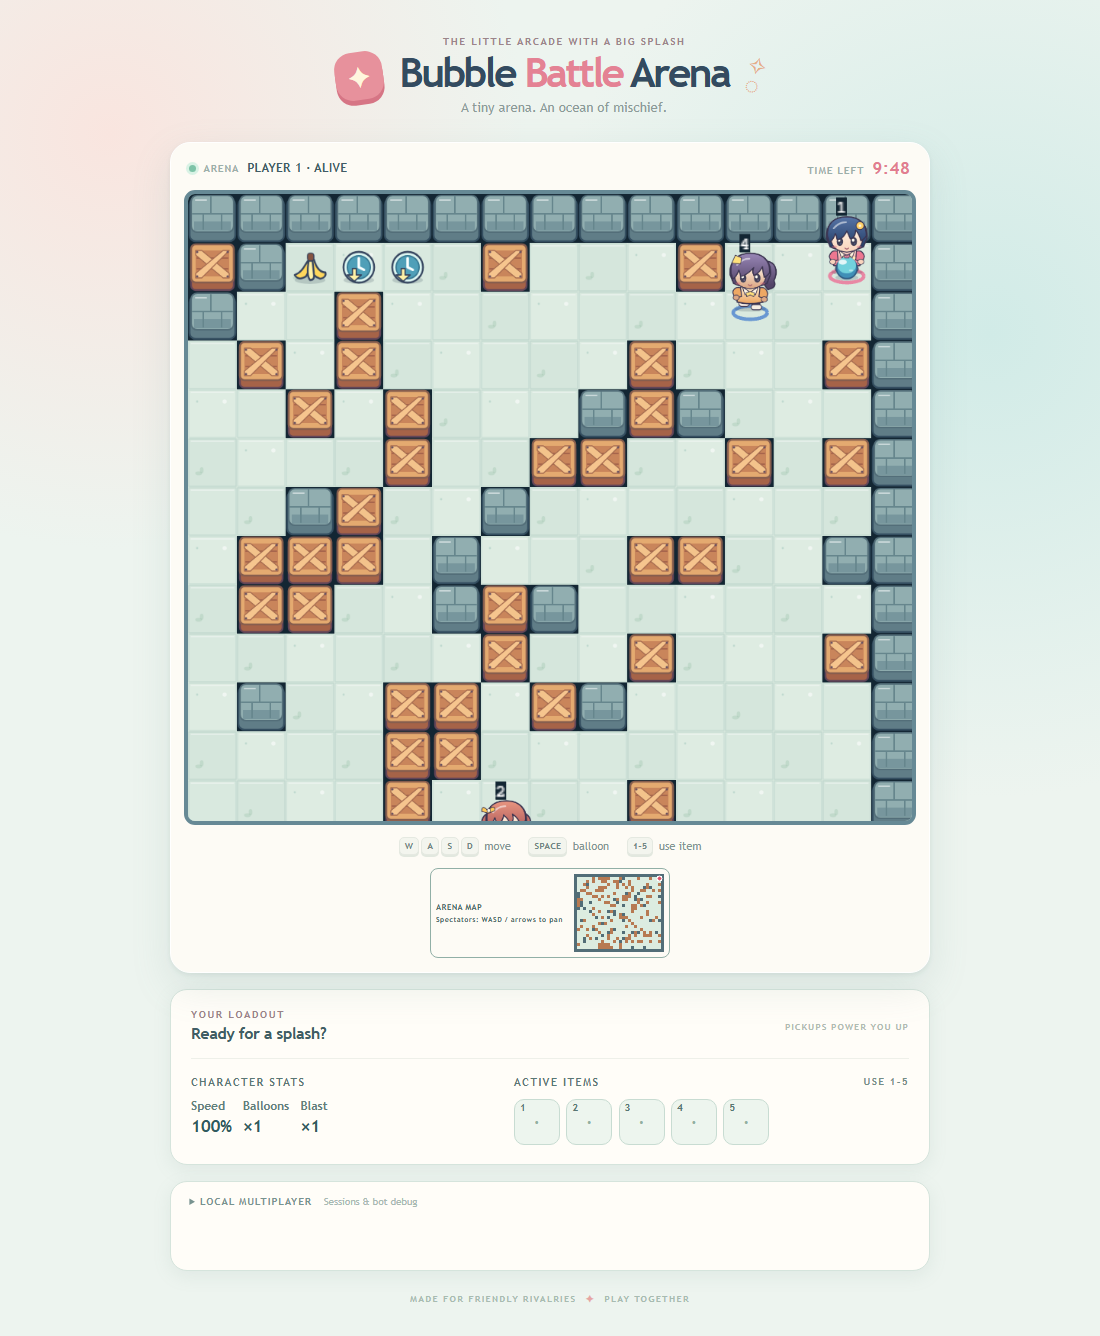 THE LITTLE ARCADE WITH A BIG SPLASH
Bubble Battle Arena
A tiny arena. An ocean of mischief.
ARENA PLAYER 1 · ALIVE
TIME LEFT 9:48
1
4
2
W A S D move SPACE balloon 1-5 use item
ARENA MAP
Spectators: WASD / arrows to pan
YOUR LOADOUT
Ready for a splash?
PICKUPS POWER YOU UP
CHARACTER STATS
Speed Balloons Blast
100% ×1 ×1
ACTIVE ITEMS
USE 1-5
1 2 3 4 5
LOCAL MULTIPLAYER Sessions & bot debug
MADE FOR FRIENDLY RIVALRIES ✦ PLAY TOGETHER